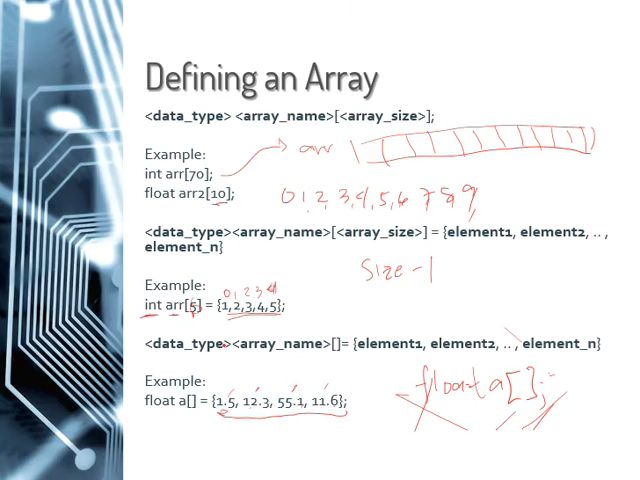 Defining an Array
<data_type> <array_name>[<array_size>];
Example:
int arr[70];
arr
float arr2[10];
0 1 2, 3, 4, 5, 6 7 8 9,
<data_type><array_name>[<array_size>] = {element1, element2, .. ,
element_n}
size - 1
Example:
0 1 2 3 4
int arr[5] = {1,2,3,4,5};
<data_type><array_name>[]= {element1, element2, .. , element_n}
Example:
float a[];
float a[] = {1.5, 12.3, 55.1, 11.6};